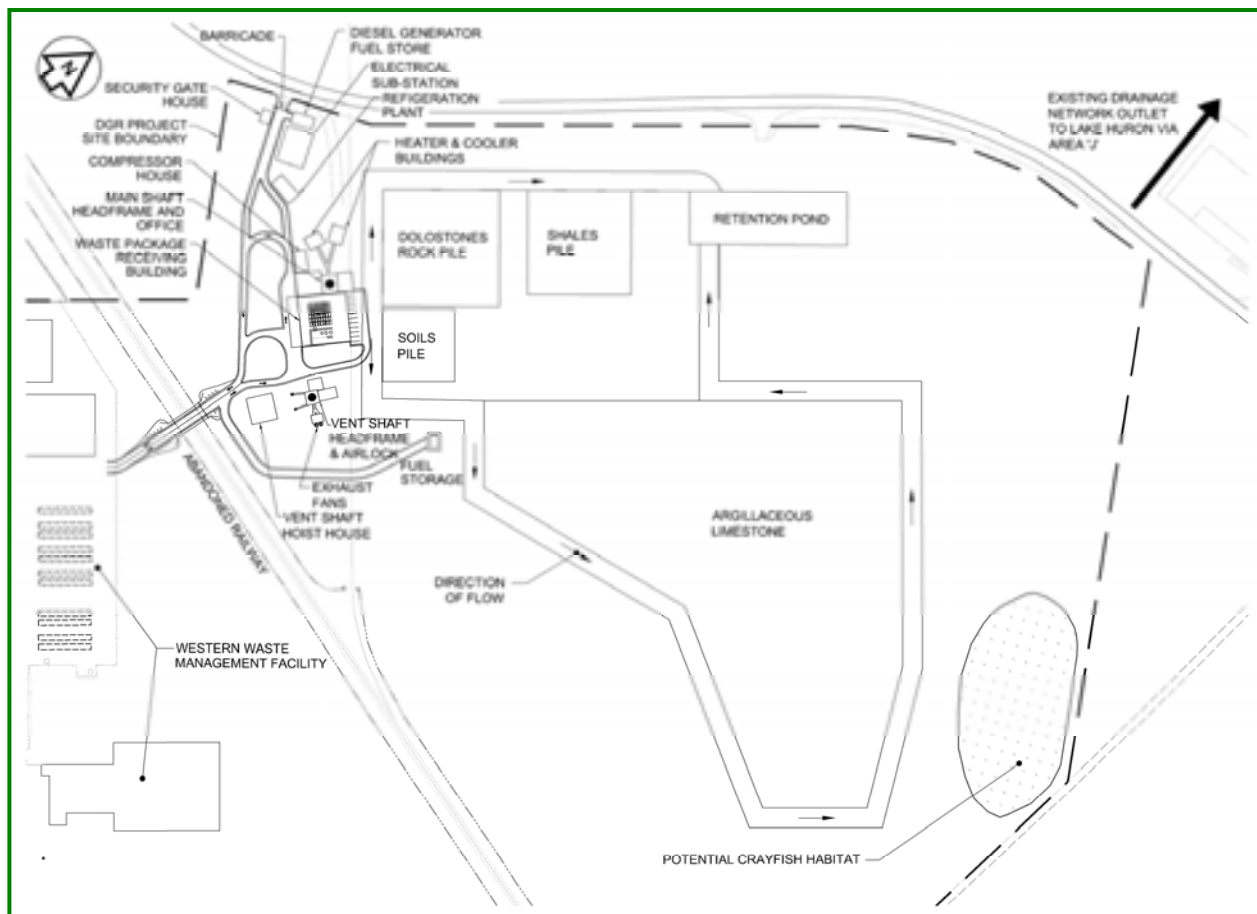 BARRICADE
DIESEL GENERATOR
FUEL STORE
ELECTRICAL
SUB-STATION
REFIGERATION
PLANT
HEATER & COOLER
BUILDINGS
N
SECURITY GATE
HOUSE
DGR PROJECT
SITE BOUNDARY
COMPRESSOR
HOUSE
MAIN SHAFT
HEADFRAME AND
OFFICE
WASTE PACKAGE
RECEIVING
BUILDING
EXISTING DRAINAGE
NETWORK OUTLET
TO LAKE HURON VIA
AREA 'J'
DOLOSTONES
ROCK PILE
SHALES
PILE
RETENTION POND
SOILS
PILE
VENT SHAFT
HEADFRAME
& AIRLOCK
FUEL
STORAGE
EXHAUST
FANS
VENT SHAFT
HOIST HOUSE
ABANDONED RAILWAY
ARGILLACEOUS
LIMESTONE
DIRECTION
OF FLOW
WESTERN WASTE
MANAGEMENT FACILITY
POTENTIAL CRAYFISH HABITAT